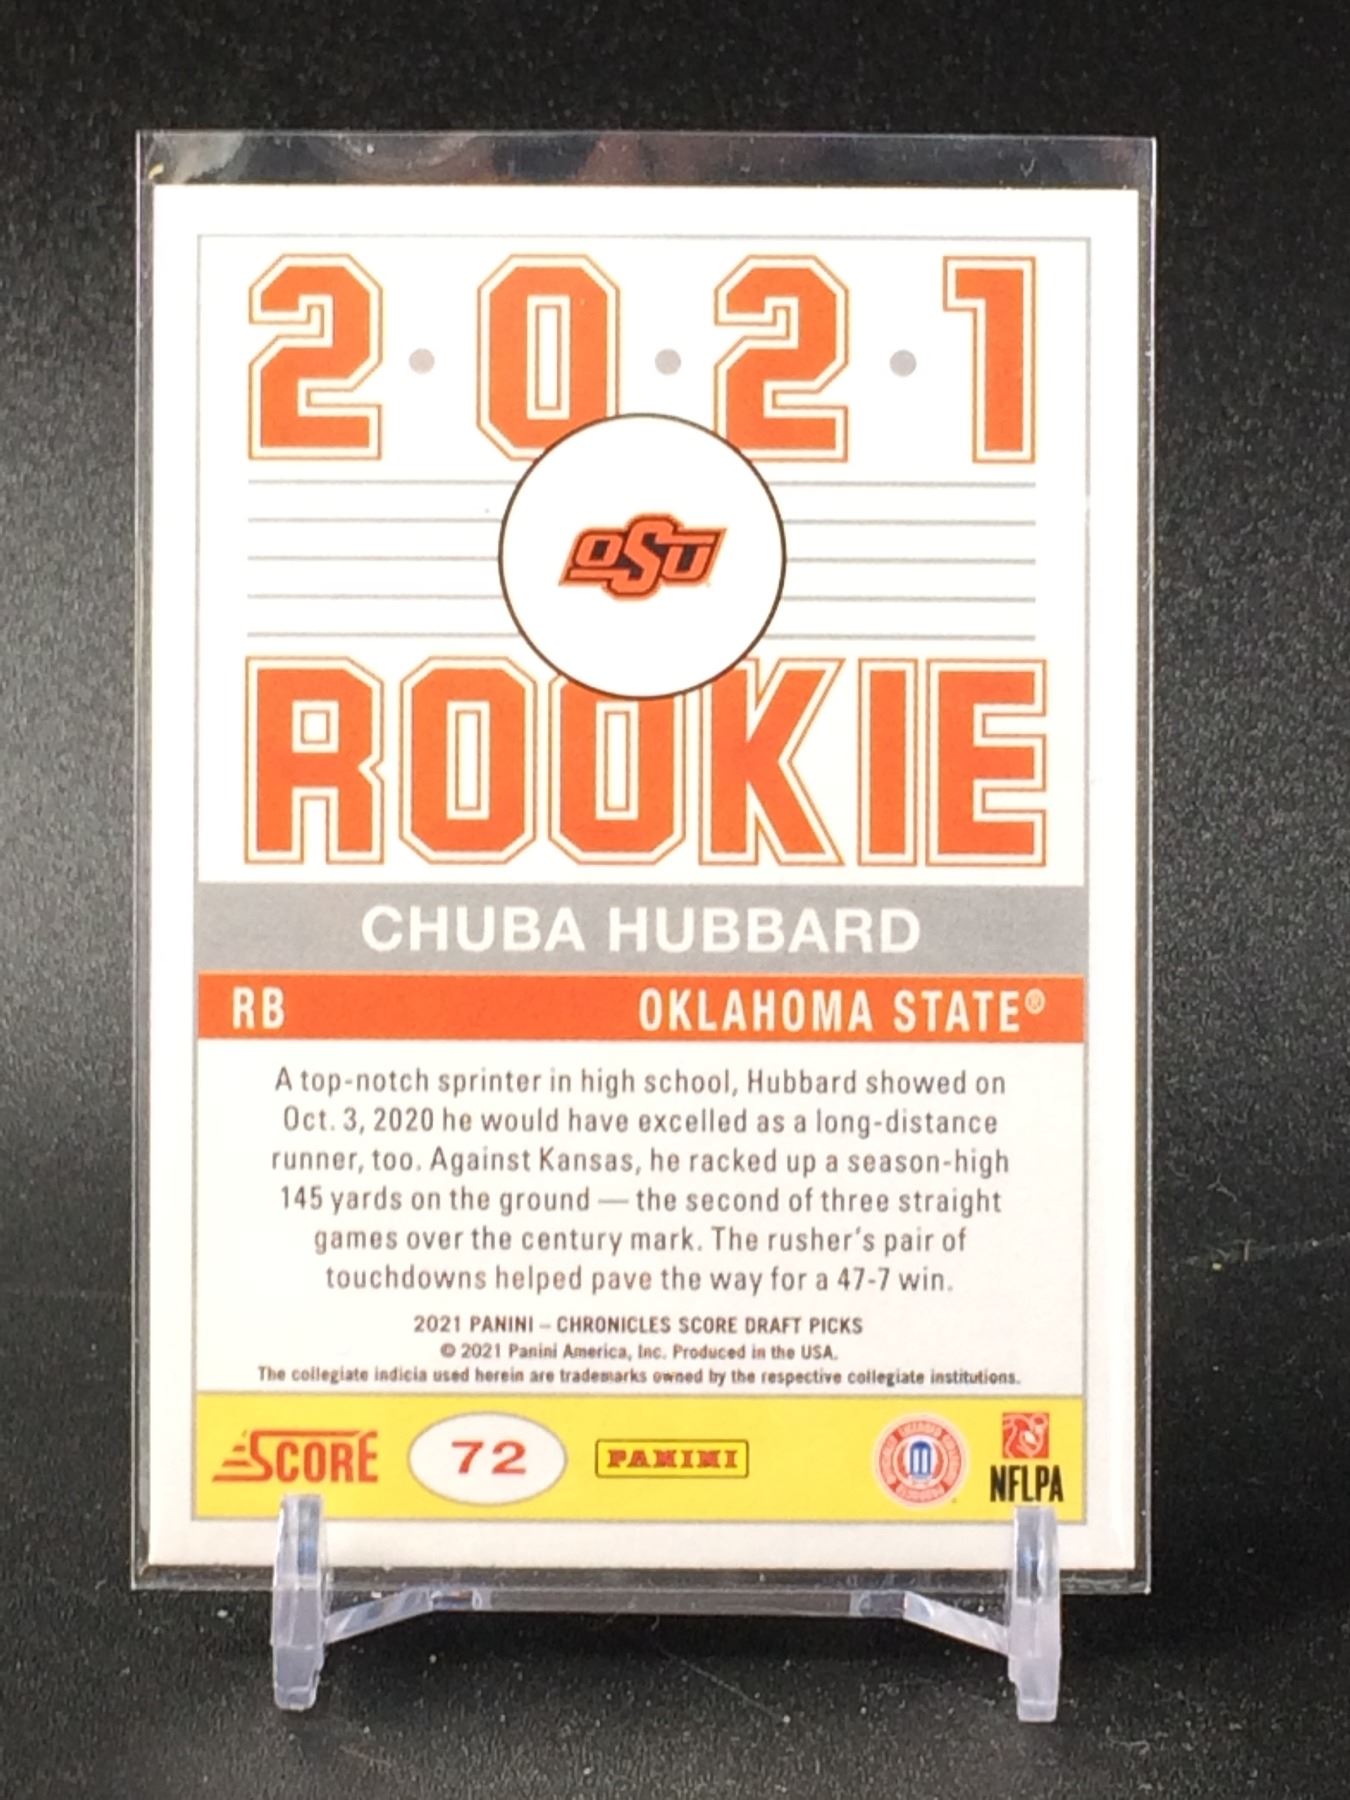 2·0·2·1
OSU
ROOKIE
CHUBA HUBBARD
RB OKLAHOMA STATE®
A top-notch sprinter in high school, Hubbard showed on
Oct. 3, 2020 he would have excelled as a long-distance
runner, too. Against Kansas, he racked up a season-high
145 yards on the ground — the second of three straight
games over the century mark. The rusher's pair of
touchdowns helped pave the way for a 47-7 win.
2021 PANINI – CHRONICLES SCORE DRAFT PICKS
© 2021 Panini America, Inc. Produced in the USA.
The collegiate indicia used herein are trademarks owned by the respective collegiate institutions.
SCORE 72 PANINI NFLPA